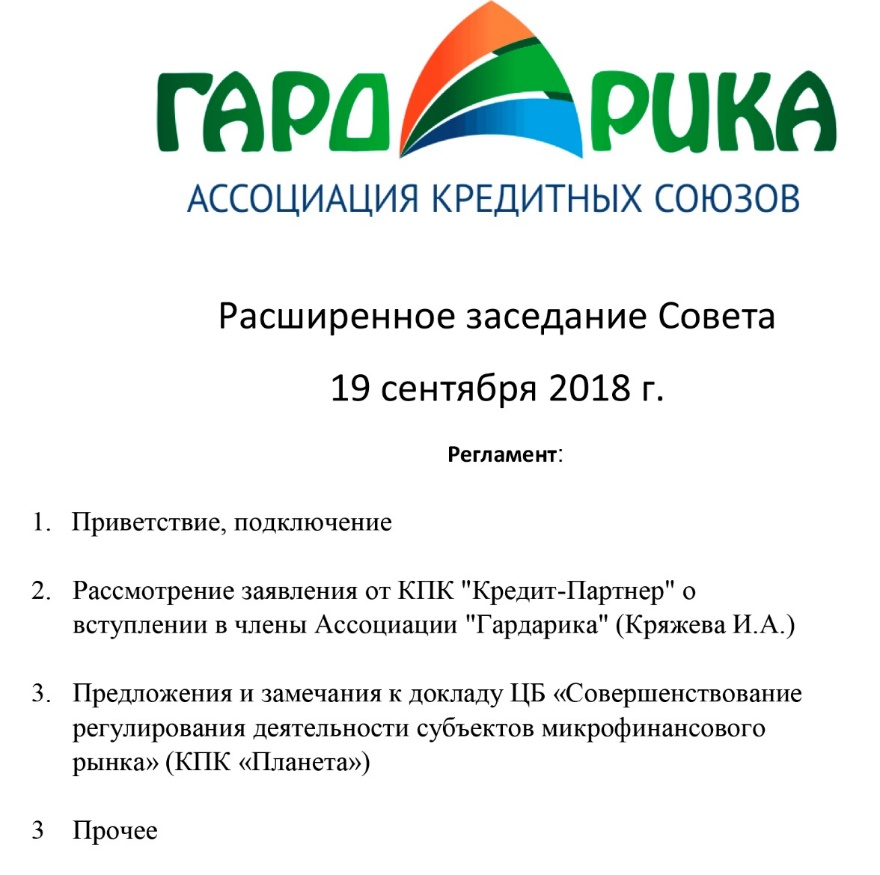 ГАРДАРИКА
АССОЦИАЦИЯ КРЕДИТНЫХ СОЮЗОВ
Расширенное заседание Совета
19 сентября 2018 г.
Регламент:
1. Приветствие, подключение
2. Рассмотрение заявления от КПК "Кредит-Партнер" о
вступлении в члены Ассоциации "Гардарика" (Кряжева И.А.)
3. Предложения и замечания к докладу ЦБ «Совершенствование
регулирования деятельности субъектов микрофинансового
рынка» (КПК «Планета»)
3 Прочее